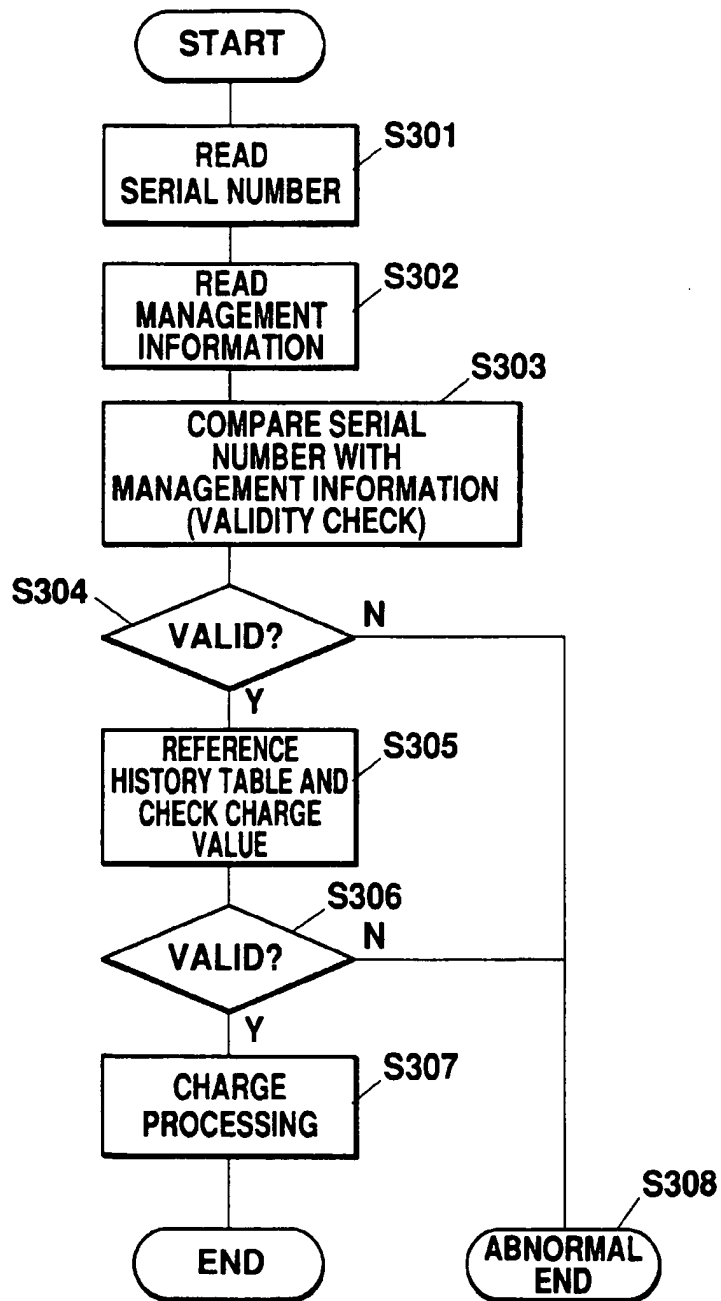 START
S301
READ
SERIAL NUMBER
S302
READ
MANAGEMENT
INFORMATION
S303
COMPARE SERIAL
NUMBER WITH
MANAGEMENT INFORMATION
(VALIDITY CHECK)
S304
VALID?
N
Y
S305
REFERENCE
HISTORY TABLE AND
CHECK CHARGE
VALUE
S306
VALID?
N
Y
S307
CHARGE
PROCESSING
S308
END
ABNORMAL
END